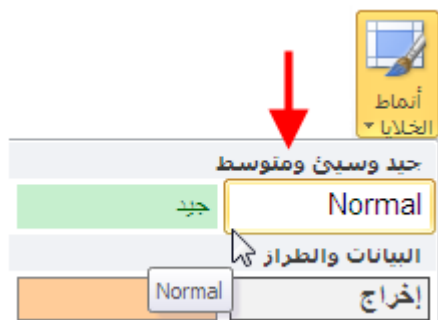 أنماط
الخلايا
جيد وسيئ ومتوسط
Normal جيد
البيانات والطراز
Normal
إخراج